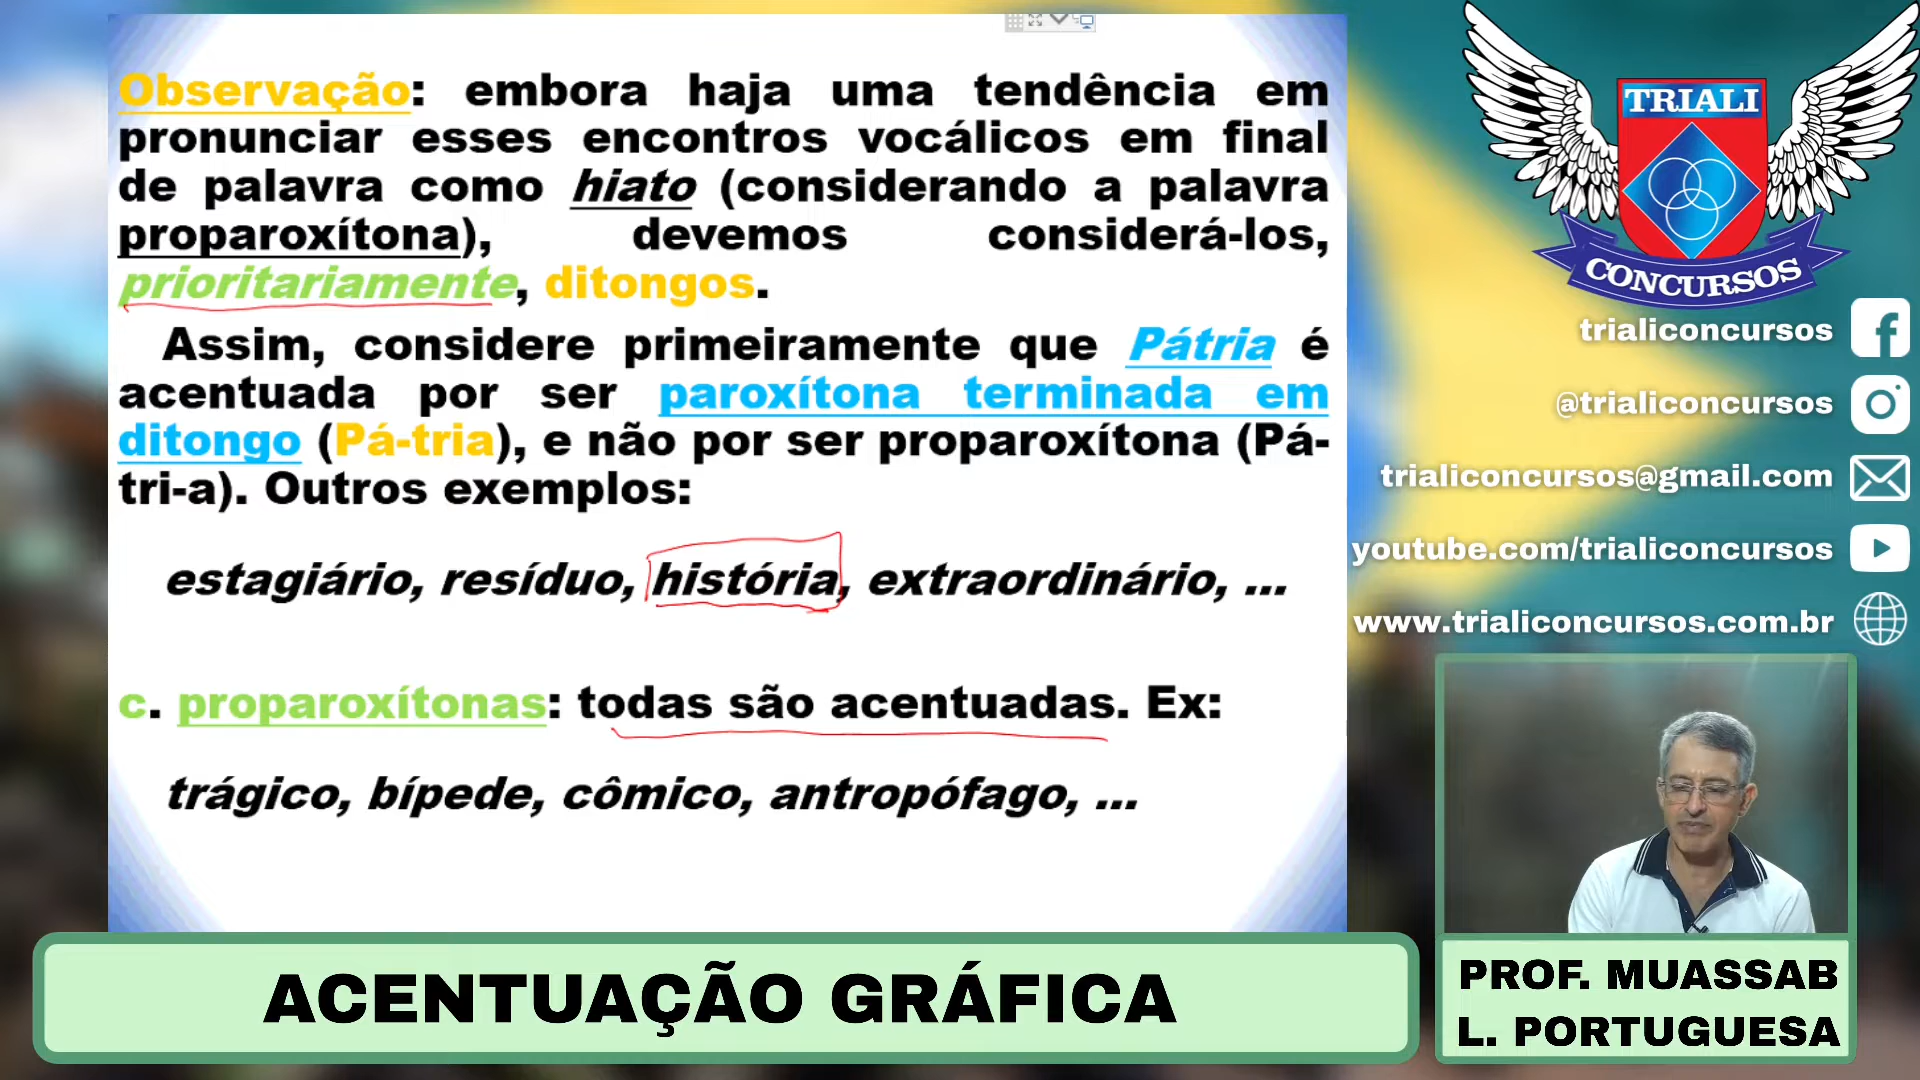 Observação: embora haja uma tendência em
pronunciar esses encontros vocálicos em final
de palavra como hiato (considerando a palavra
proparoxítona), devemos considerá-los,
prioritariamente, ditongos.
Assim, considere primeiramente que Pátria é
acentuada por ser paroxítona terminada em
ditongo (Pá-tria), e não por ser proparoxítona (Pá-
tri-a). Outros exemplos:
estagiário, resíduo, história, extraordinário, ...
c. proparoxítonas: todas são acentuadas. Ex:
trágico, bípede, cômico, antropófago, ...
TRIALI
CONCURSOS
trialiconcursos
@trialiconcursos
trialiconcursos@gmail.com
youtube.com/trialiconcursos
www.trialiconcursos.com.br
ACENTUAÇÃO GRÁFICA
PROF. MUASSAB
L. PORTUGUESA